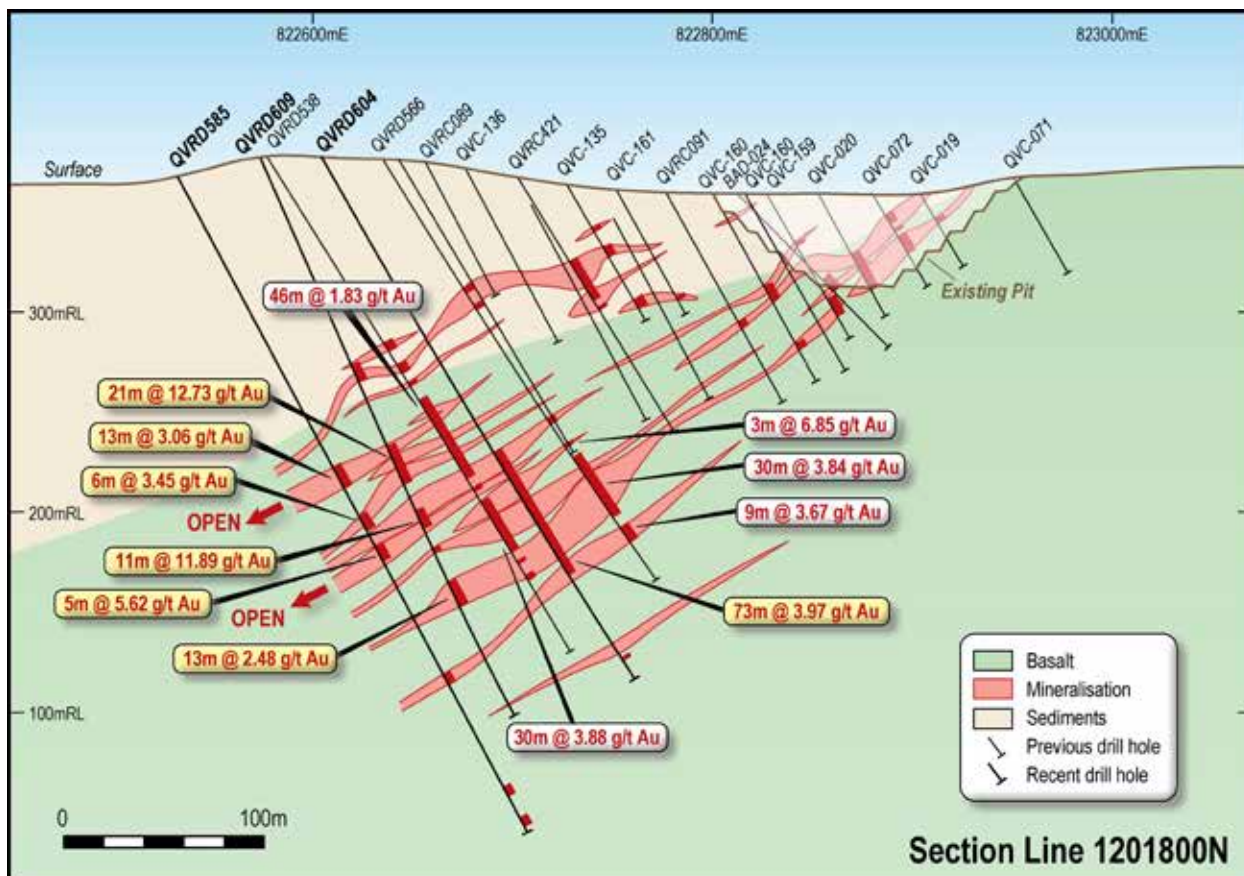 822600mE
822800mE
823000mE
QVRD585
QVRD609
QVRD538
QVRD604
QVRD566
QVRC089
QVC-136
QVRC421
QVC-135
QVC-161
QVRC091
QVC-160
BAD-024
QVC-160
QVC-159
QVC-020
QVC-072
QVC-019
QVC-071
Surface
Existing Pit
300mRL
200mRL
100mRL
46m @ 1.83 g/t Au
21m @ 12.73 g/t Au
13m @ 3.06 g/t Au
6m @ 3.45 g/t Au
OPEN
11m @ 11.89 g/t Au
5m @ 5.62 g/t Au
OPEN
13m @ 2.48 g/t Au
3m @ 6.85 g/t Au
30m @ 3.84 g/t Au
9m @ 3.67 g/t Au
73m @ 3.97 g/t Au
30m @ 3.88 g/t Au
Basalt
Mineralisation
Sediments
Previous drill hole
Recent drill hole
0
100m
Section Line 1201800N